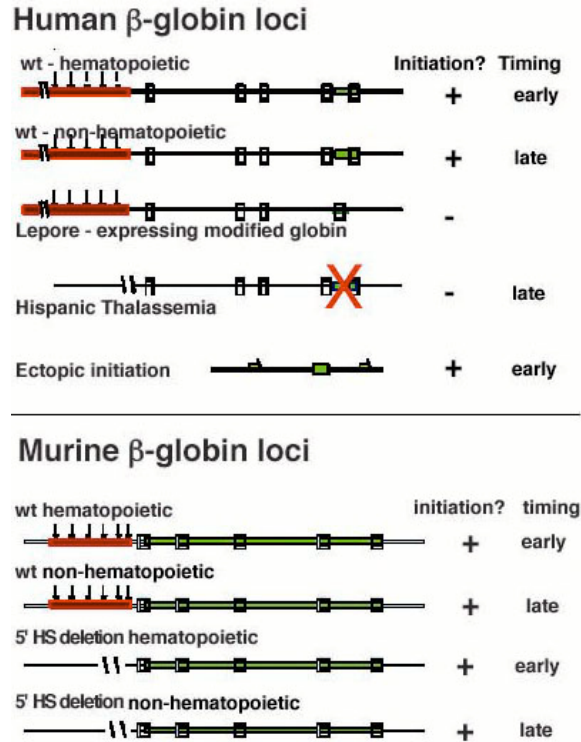 Human β-globin loci
wt - hematopoietic Initiation? Timing
+ early
wt - non-hematopoietic
+ late
-
Lepore - expressing modified globin
- late
Hispanic Thalassemia
Ectopic initiation + early
Murine β-globin loci
wt hematopoietic initiation? timing
+ early
wt non-hematopoietic
+ late
5' HS deletion hematopoietic
+ early
5' HS deletion non-hematopoietic
+ late